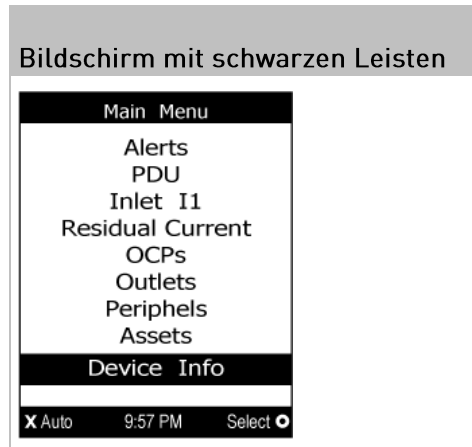 Bildschirm mit schwarzen Leisten
Main Menu
Alerts
PDU
Inlet I1
Residual Current
OCPs
Outlets
Periphels
Assets
Device Info
X Auto 9:57 PM Select O